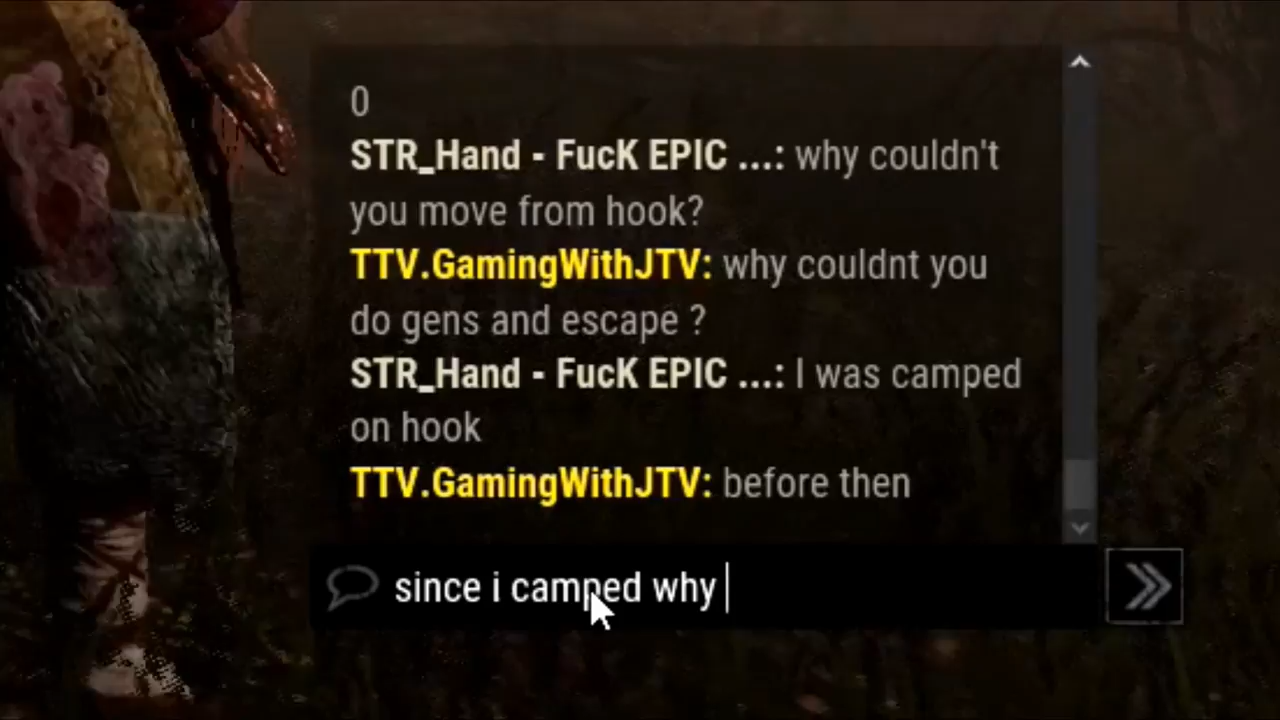 0
STR_Hand - FucK EPIC ...: why couldn't
you move from hook?
TTV.GamingWithJTV: why couldnt you
do gens and escape ?
STR_Hand - FucK EPIC ...: I was camped
on hook
TTV.GamingWithJTV: before then
since i camped why